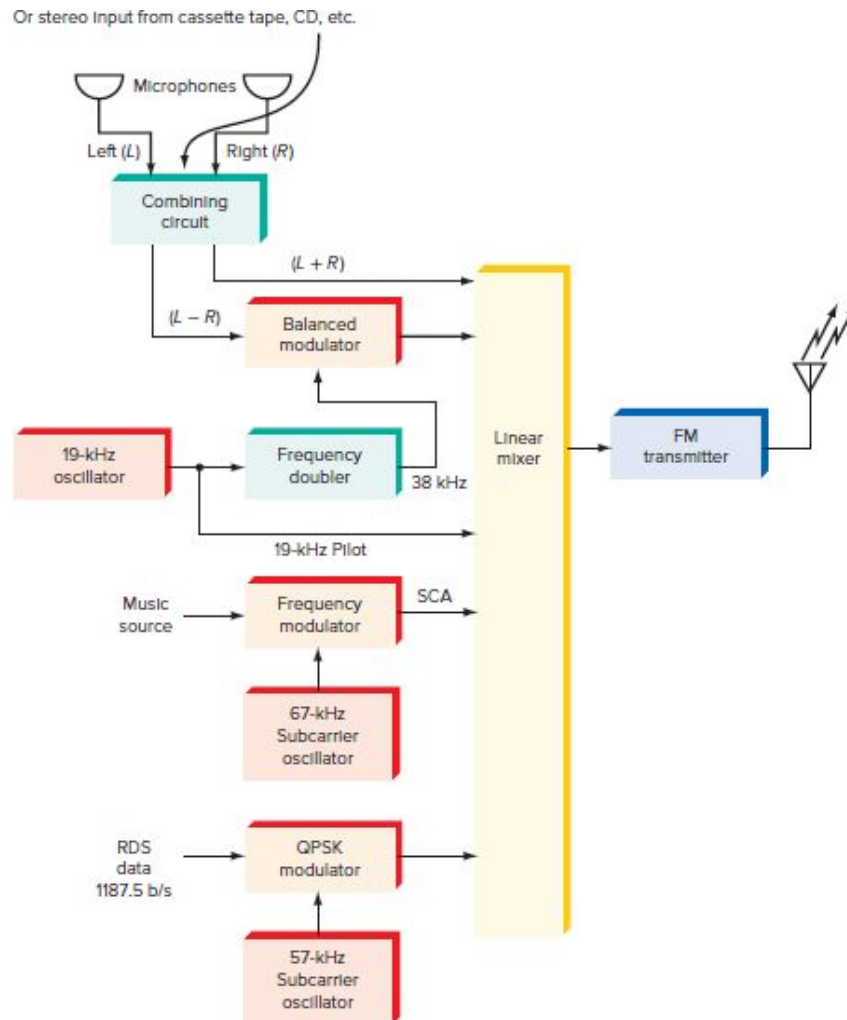 Or stereo input from cassette tape, CD, etc.
Microphones
Left (L)
Right (R)
Combining
circuit
(L + R)
(L – R)
Balanced
modulator
19-kHz
oscillator
Frequency
doubler
38 kHz
Linear
mixer
FM
transmitter
19-kHz Pilot
Music
source
Frequency
modulator
SCA
67-kHz
Subcarrier
oscillator
RDS
data
1187.5 b/s
QPSK
modulator
57-kHz
Subcarrier
oscillator